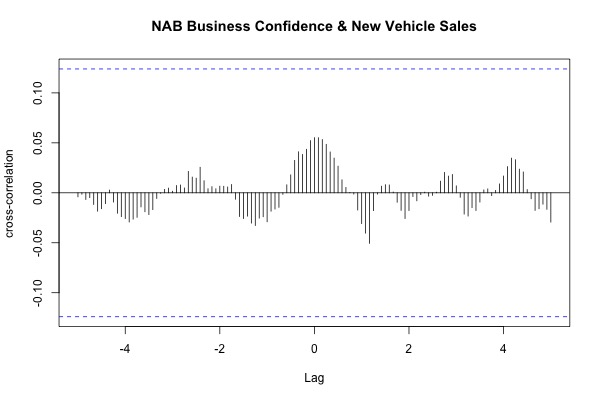 NAB Business Confidence & New Vehicle Sales
cross-correlation
0.10
0.05
0.00
-0.05
-0.10
-4 -2 0 2 4
Lag